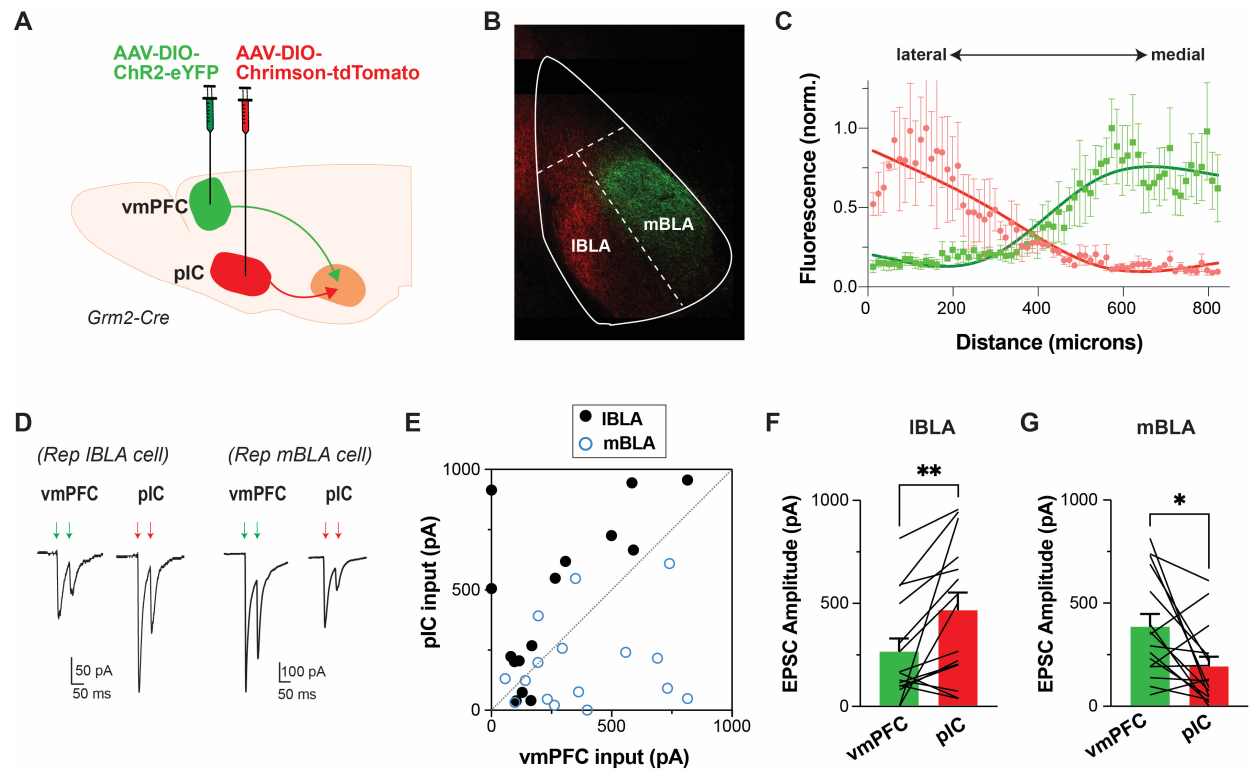 A
AAV-DIO-
ChR2-eYFP
AAV-DIO-
Chrimson-tdTomato
vmPFC
pIC
Grm2-Cre
B
lBLA
mBLA
C
lateral
medial
Fluorescence (norm.)
1.0
0.5
0.0
0
200
400
600
800
Distance (microns)
D
(Rep lBLA cell)
(Rep mBLA cell)
vmPFC
pIC
vmPFC
pIC
50 pA
50 ms
100 pA
50 ms
E
lBLA
mBLA
pIC input (pA)
1000
500
0
0
500
1000
vmPFC input (pA)
F
lBLA
**
EPSC Amplitude (pA)
1000
500
0
vmPFC
pIC
G
mBLA
*
EPSC Amplitude (pA)
1000
500
0
vmPFC
pIC